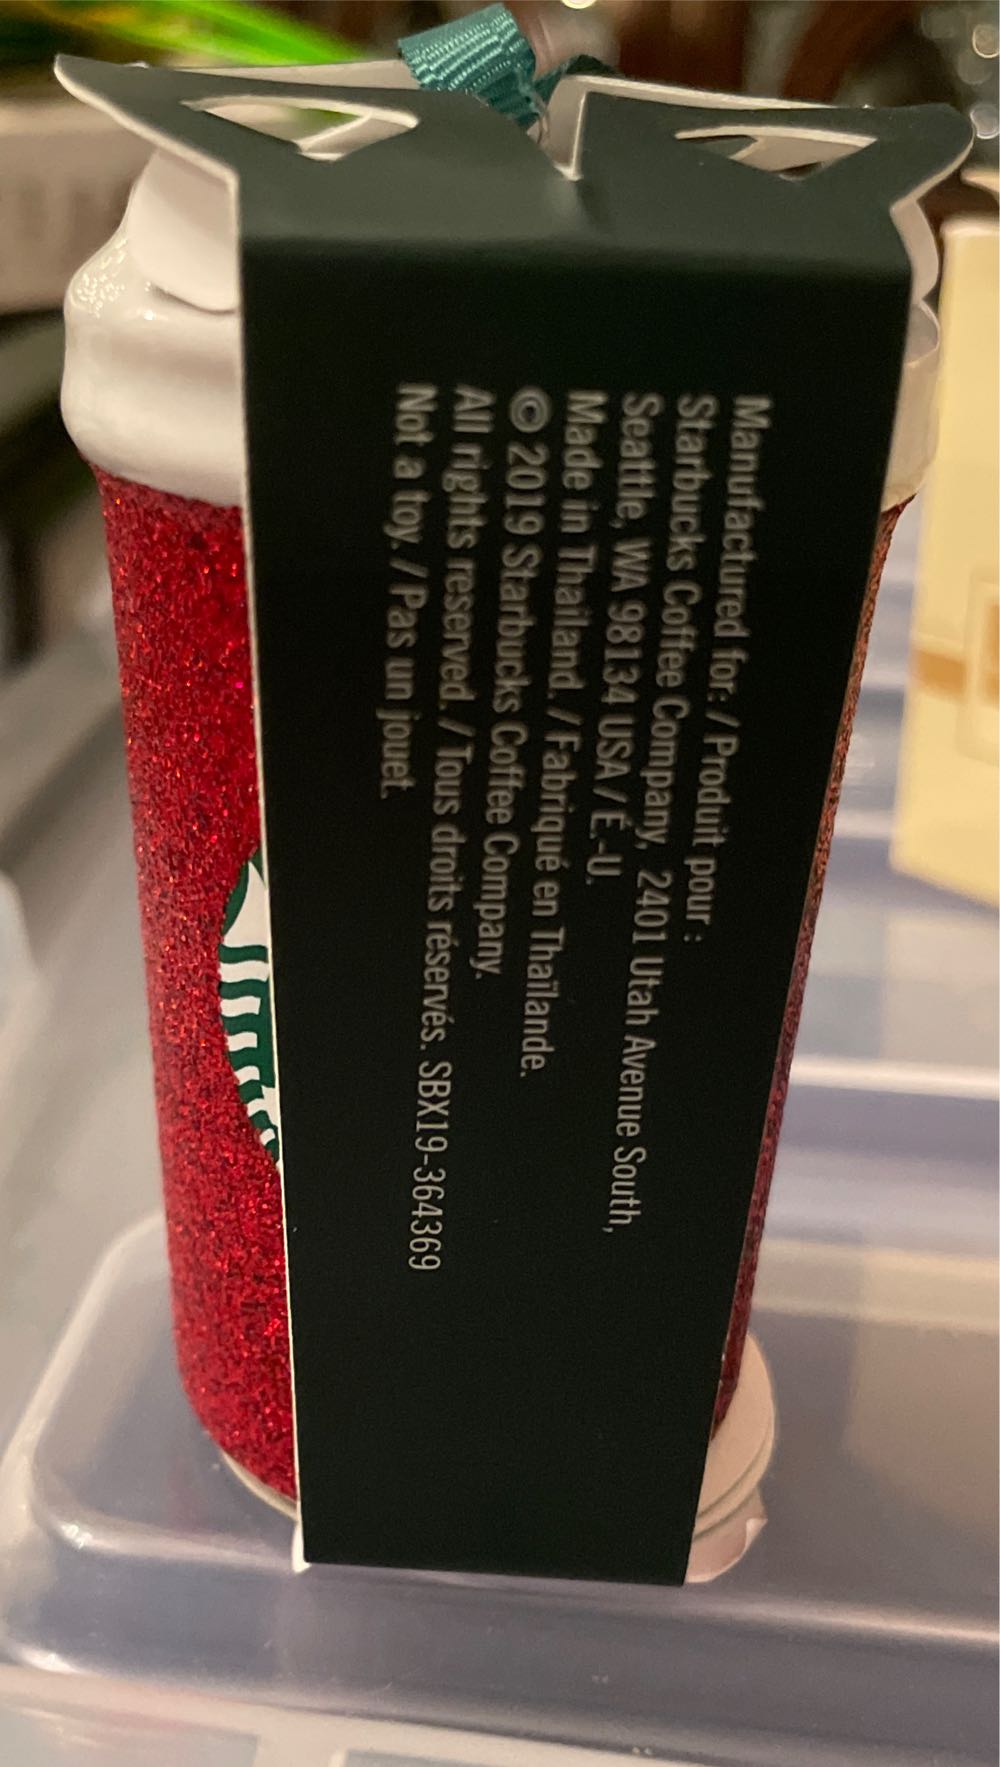 Manufactured for: / Produit pour :
Starbucks Coffee Company, 2401 Utah Avenue South,
Seattle, WA 98134 USA / É.-U.
Made in Thailand. / Fabriqué en Thaïlande.
© 2019 Starbucks Coffee Company.
All rights reserved. / Tous droits réservés. SBX19-364369
Not a toy. / Pas un jouet.